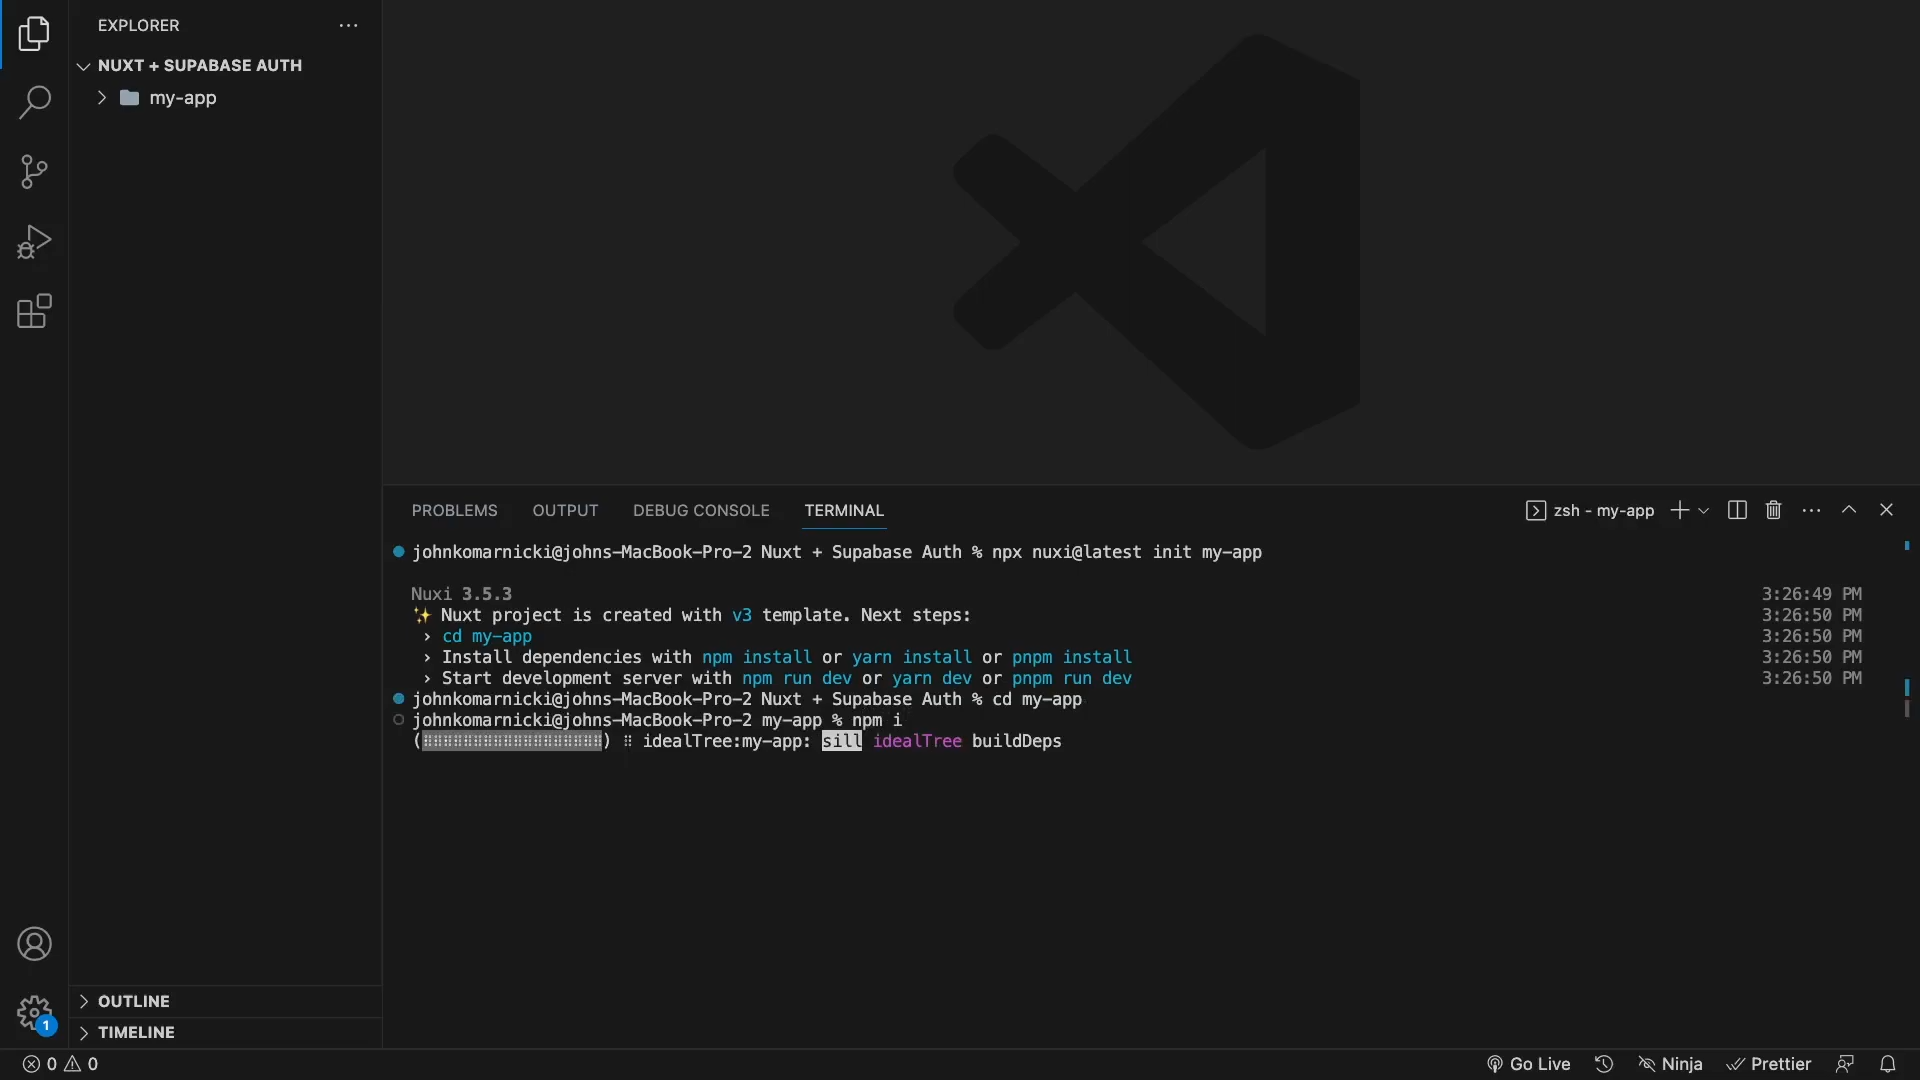 EXPLORER
NUXT + SUPABASE AUTH
my-app
PROBLEMS
OUTPUT
DEBUG CONSOLE
TERMINAL
zsh - my-app
johnkomarnicki@johns-MacBook-Pro-2 Nuxt + Supabase Auth % npx nuxi@latest init my-app
Nuxi 3.5.3 3:26:49 PM
✨ Nuxt project is created with v3 template. Next steps: 3:26:50 PM
› cd my-app 3:26:50 PM
› Install dependencies with npm install or yarn install or pnpm install 3:26:50 PM
› Start development server with npm run dev or yarn dev or pnpm run dev 3:26:50 PM
johnkomarnicki@johns-MacBook-Pro-2 Nuxt + Supabase Auth % cd my-app
johnkomarnicki@johns-MacBook-Pro-2 my-app % npm i
(⠿⠿⠿⠿⠿⠿⠿⠿⠿⠿⠿⠿⠿⠿⠿⠿⠿⠿) ⠿ idealTree:my-app: sill idealTree buildDeps
OUTLINE
1
TIMELINE
0 0
Go Live
Ninja
Prettier